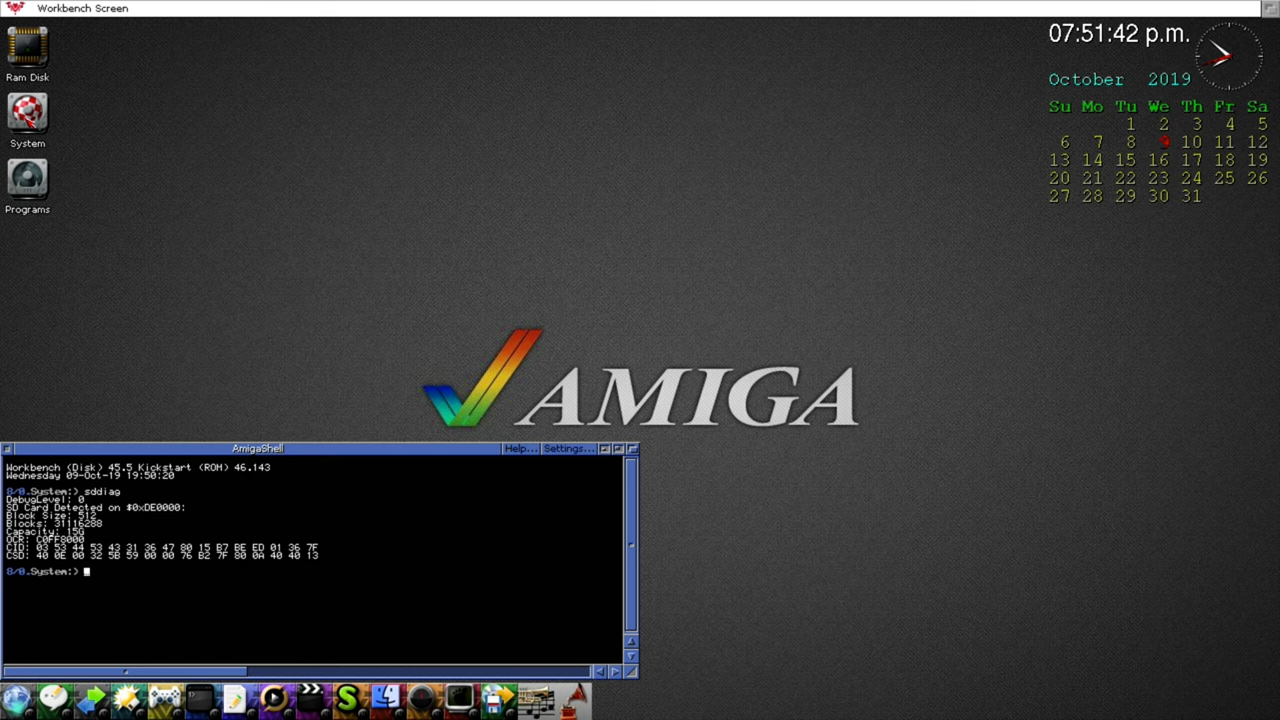 Workbench Screen
Ram Disk
System
Programs
07:51:42 p.m.
October 2019
Su Mo Tu We Th Fr Sa
1 2 3 4 5
6 7 8 9 10 11 12
13 14 15 16 17 18 19
20 21 22 23 24 25 26
27 28 29 30 31
AMIGA
AmigaShell
Help... Settings...
Workbench (Disk) 45.5 Kickstart (ROM) 46.143
Wednesday 09-Oct-19 19:50:20
8/0.System:> sddiag
DebugLevel: 0
SD Card Detected on $0xDE0000:
Block Size: 512
Blocks: 31116288
Capacity: 15G
OCR: C0FF8000
CID: 03 53 44 53 43 31 36 47 80 15 B7 BE ED 01 36 7F
CSD: 40 0E 00 32 5B 59 00 00 76 B2 7F 80 0A 40 40 13
8/0.System:>